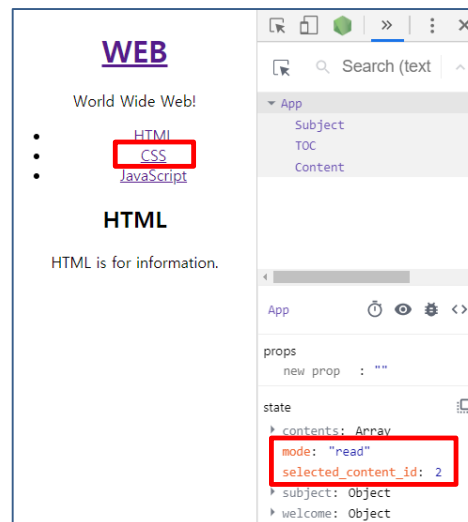 WEB
World Wide Web!
HTML
CSS
JavaScript
HTML
HTML is for information.
»
Search (text
App
Subject
TOC
Content
App
props
new prop : ""
state
contents: Array
mode: "read"
selected_content_id: 2
subject: Object
welcome: Object